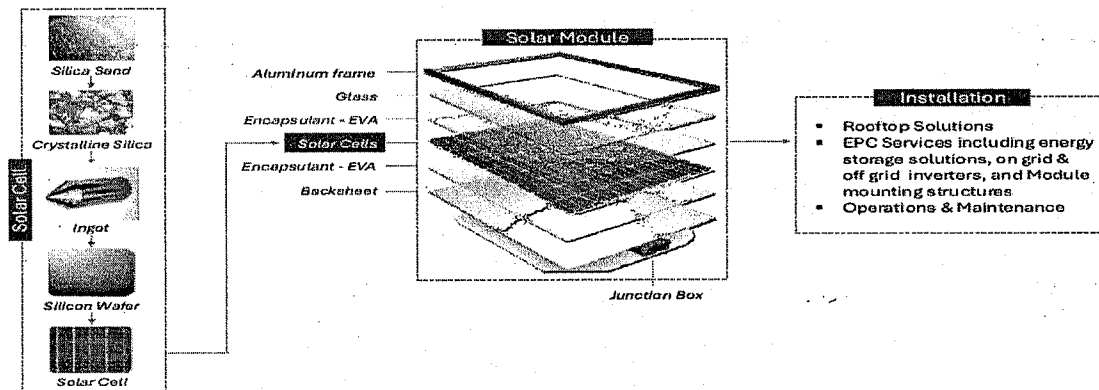 Solar Cell
Silica Sand
Crystalline Silica
Ingot
Silicon Wafer
Solar Cell
Solar Module
Aluminum frame
Glass
Encapsulant - EVA
Solar Cells
Encapsulant - EVA
Backsheet
Junction Box
Installation
▪ Rooftop Solutions
▪ EPC Services including energy
storage solutions, on grid &
off grid inverters, and Module
mounting structures
▪ Operations & Maintenance